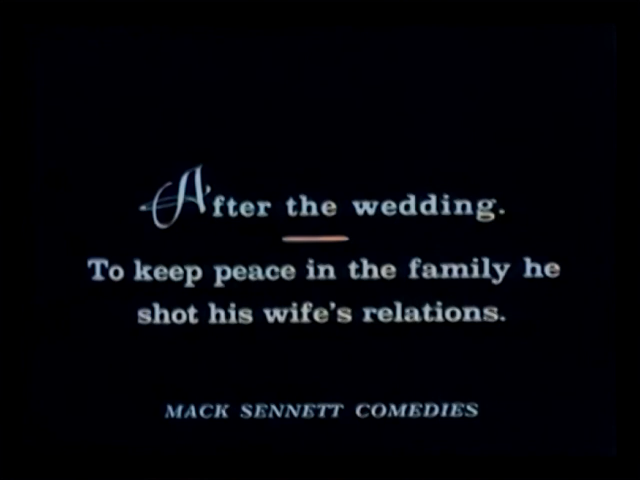 After the wedding.
To keep peace in the family he
shot his wife's relations.
MACK SENNETT COMEDIES